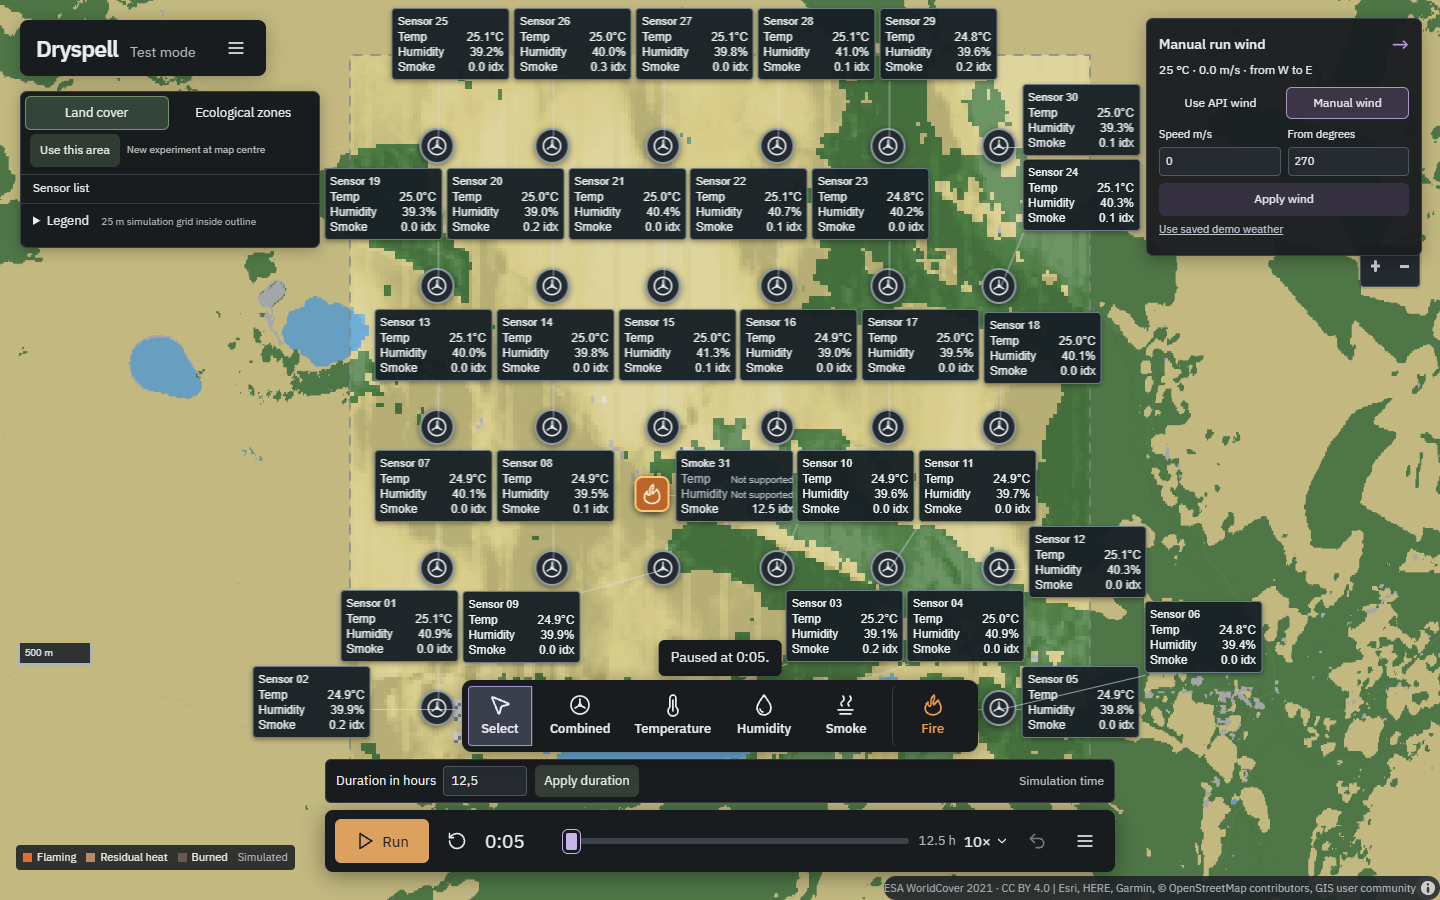 Dryspell Test mode
Land cover
Ecological zones
Use this area
New experiment at map centre
Sensor list
Legend
25 m simulation grid inside outline
Sensor 25
Temp 25.1°C
Humidity 39.2%
Smoke 0.0 idx
Sensor 26
Temp 25.0°C
Humidity 40.0%
Smoke 0.3 idx
Sensor 27
Temp 25.1°C
Humidity 39.8%
Smoke 0.0 idx
Sensor 28
Temp 25.1°C
Humidity 41.0%
Smoke 0.1 idx
Sensor 29
Temp 24.8°C
Humidity 39.6%
Smoke 0.2 idx
Manual run wind
25 °C · 0.0 m/s · from W to E
Use API wind
Manual wind
Speed m/s
From degrees
0
270
Apply wind
Use saved demo weather
+ −
Sensor 30
Temp 25.0°C
Humidity 39.3%
Smoke 0.1 idx
Sensor 19
Temp 25.0°C
Humidity 39.3%
Smoke 0.0 idx
Sensor 20
Temp 25.0°C
Humidity 39.0%
Smoke 0.2 idx
Sensor 21
Temp 25.0°C
Humidity 40.4%
Smoke 0.0 idx
Sensor 22
Temp 25.1°C
Humidity 40.7%
Smoke 0.1 idx
Sensor 23
Temp 24.8°C
Humidity 40.2%
Smoke 0.0 idx
Sensor 24
Temp 25.1°C
Humidity 40.3%
Smoke 0.1 idx
Sensor 13
Temp 25.1°C
Humidity 40.0%
Smoke 0.0 idx
Sensor 14
Temp 25.0°C
Humidity 39.8%
Smoke 0.0 idx
Sensor 15
Temp 25.0°C
Humidity 41.3%
Smoke 0.1 idx
Sensor 16
Temp 24.9°C
Humidity 39.0%
Smoke 0.0 idx
Sensor 17
Temp 25.0°C
Humidity 39.5%
Smoke 0.0 idx
Sensor 18
Temp 25.0°C
Humidity 40.1%
Smoke 0.0 idx
Sensor 07
Temp 24.9°C
Humidity 40.1%
Smoke 0.0 idx
Sensor 08
Temp 24.9°C
Humidity 39.5%
Smoke 0.1 idx
Smoke 31
Temp Not supported
Humidity Not supported
Smoke 12.5 idx
Sensor 10
Temp 24.9°C
Humidity 39.6%
Smoke 0.0 idx
Sensor 11
Temp 24.9°C
Humidity 39.7%
Smoke 0.0 idx
Sensor 12
Temp 25.1°C
Humidity 40.3%
Smoke 0.0 idx
Sensor 01
Temp 25.1°C
Humidity 40.9%
Smoke 0.0 idx
Sensor 09
Temp 24.9°C
Humidity 39.9%
Smoke 0.0 idx
Sensor 03
Temp 25.2°C
Humidity 39.1%
Smoke 0.2 idx
Sensor 04
Temp 25.0°C
Humidity 40.9%
Smoke 0.0 idx
Sensor 06
Temp 24.8°C
Humidity 39.4%
Smoke 0.0 idx
Sensor 02
Temp 24.9°C
Humidity 39.9%
Smoke 0.2 idx
Sensor 05
Temp 24.9°C
Humidity 39.8%
Smoke 0.0 idx
500 m
Paused at 0:05.
Select
Combined
Temperature
Humidity
Smoke
Fire
Duration in hours
12,5
Apply duration
Simulation time
Run
0:05
12.5 h
10×
Flaming
Residual heat
Burned
Simulated
ESA WorldCover 2021 · CC BY 4.0 | Esri, HERE, Garmin, © OpenStreetMap contributors, GIS user community